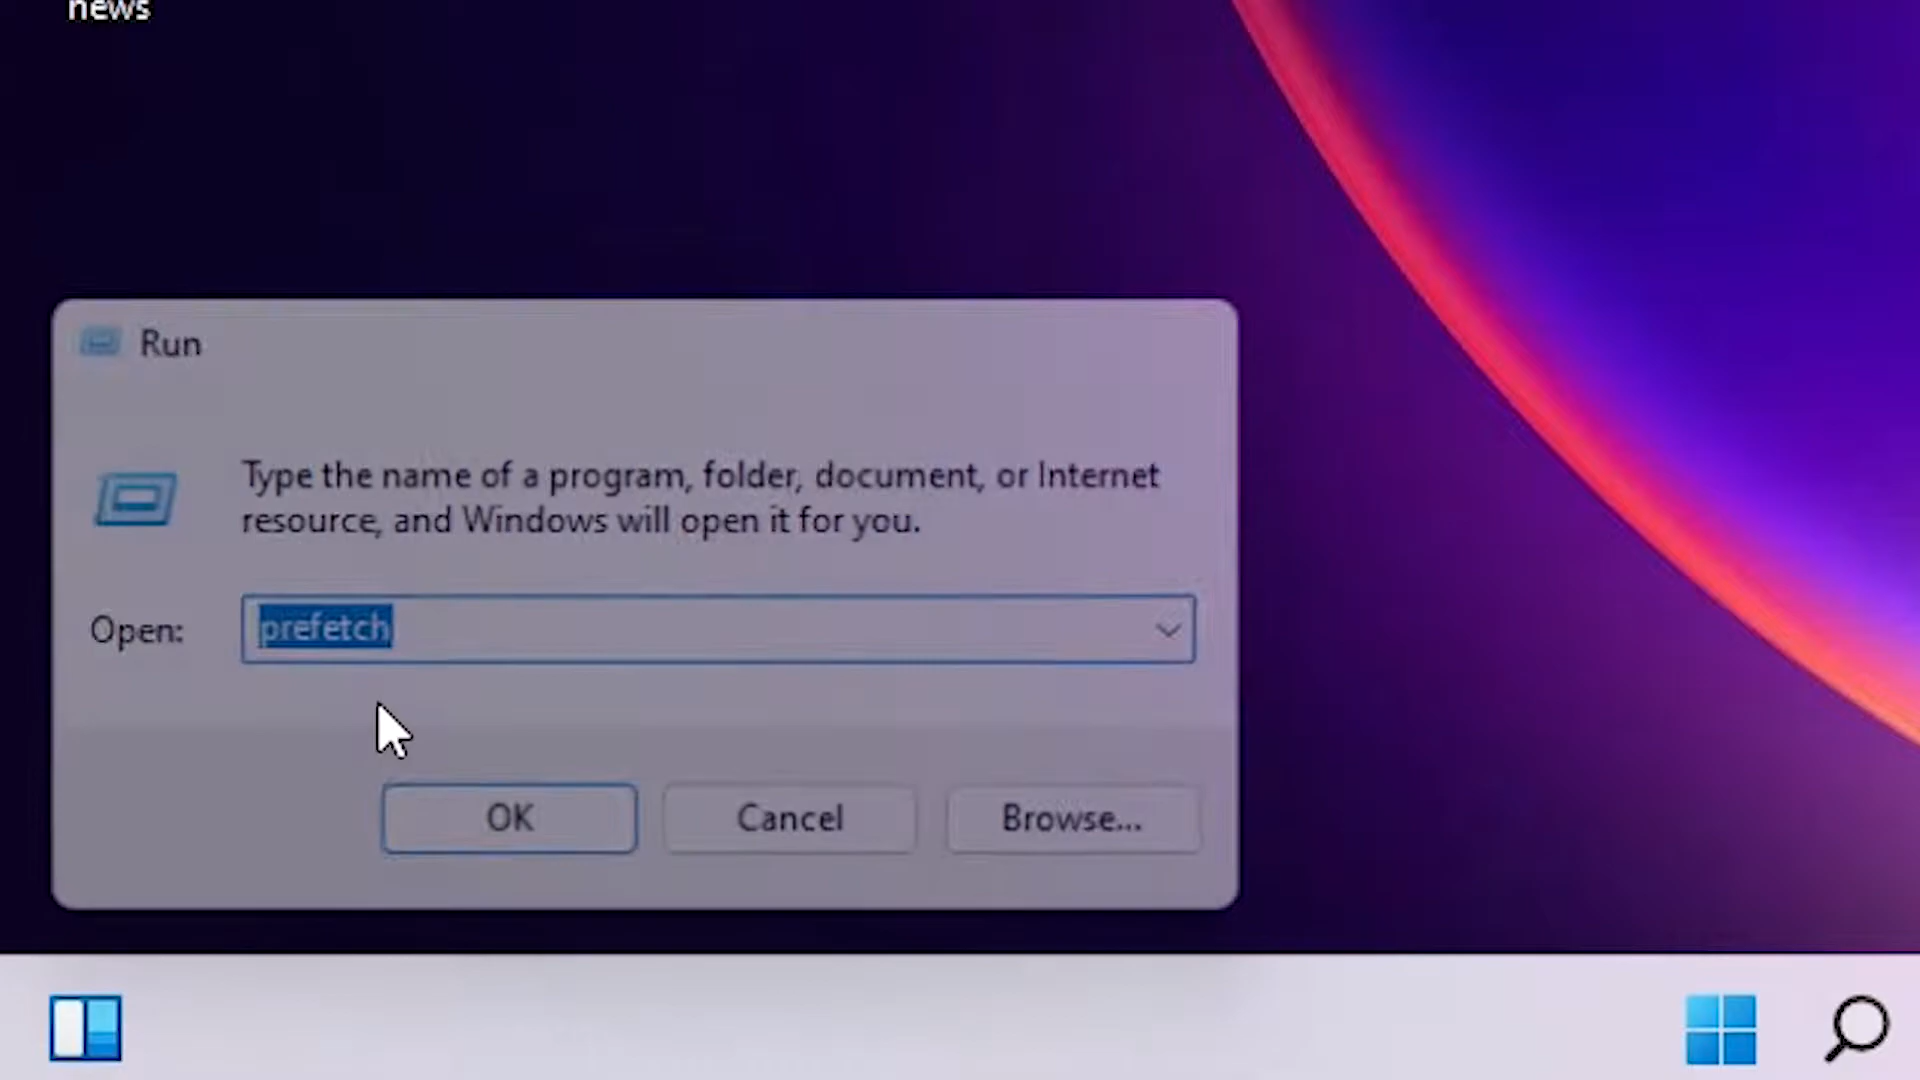 news
Run
Type the name of a program, folder, document, or Internet
resource, and Windows will open it for you.
Open:
prefetch
OK
Cancel
Browse...